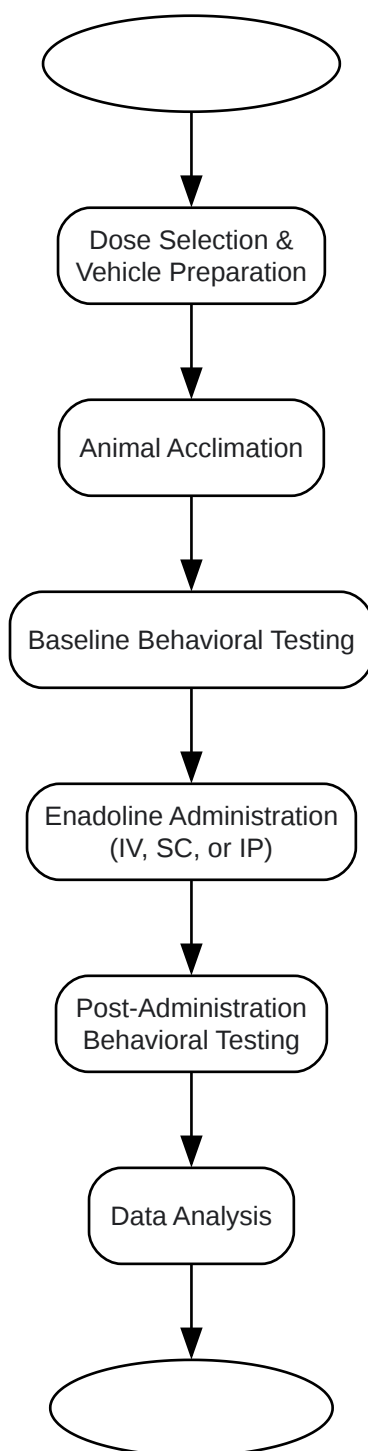 Dose Selection &
Vehicle Preparation
Animal Acclimation
Baseline Behavioral Testing
Enadoline Administration
(IV, SC, or IP)
Post-Administration
Behavioral Testing
Data Analysis